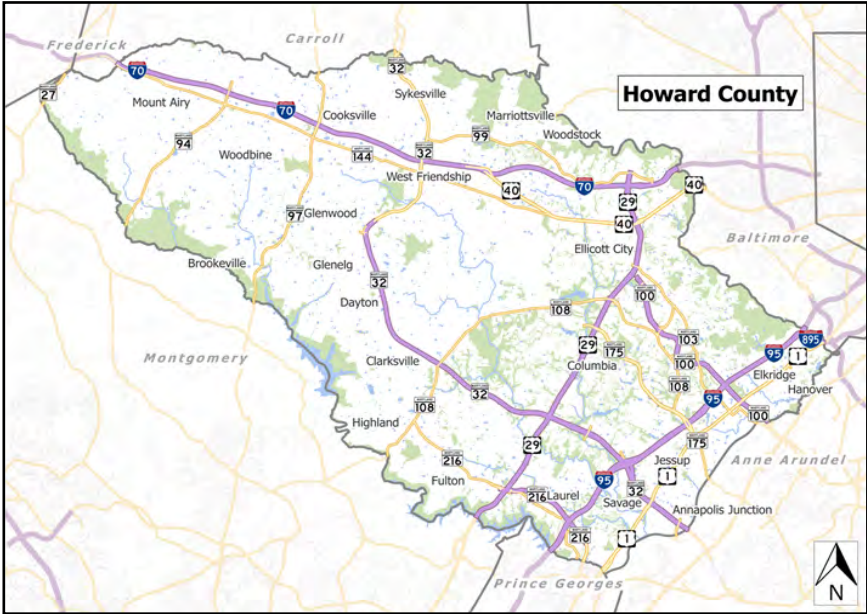 Carroll
Frederick
32
70
Howard County
27
Mount Airy
Sykesville
70
Cooksville
Marriottsville
94
99
Woodstock
Woodbine
144
32
West Friendship
70
40
40
29
97
Glenwood
40
Ellicott City
Baltimore
Brookeville
Glenelg
32
100
Dayton
108
895
103
Montgomery
29
175
95
1
Clarksville
Columbia
100
Elkridge
Hanover
32
108
95
108
100
Highland
29
175
216
Jessup
Anne Arundel
Fulton
95
1
216
Laurel
32
Savage
Annapolis Junction
216
1
Prince Georges
N